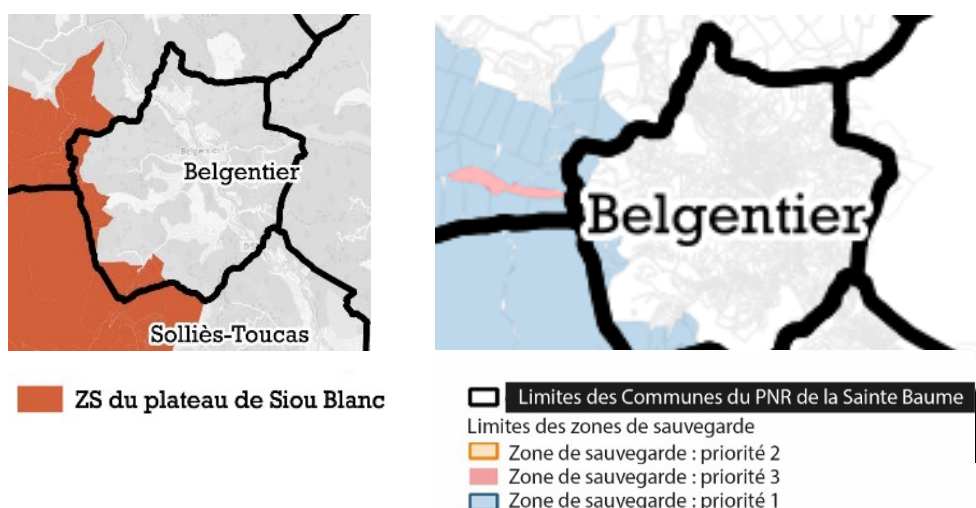 Belgentier
Solliès-Toucas
ZS du plateau de Siou Blanc
Belgentier
Limites des Communes du PNR de la Sainte Baume
Limites des zones de sauvegarde
Zone de sauvegarde : priorité 2
Zone de sauvegarde : priorité 3
Zone de sauvegarde : priorité 1